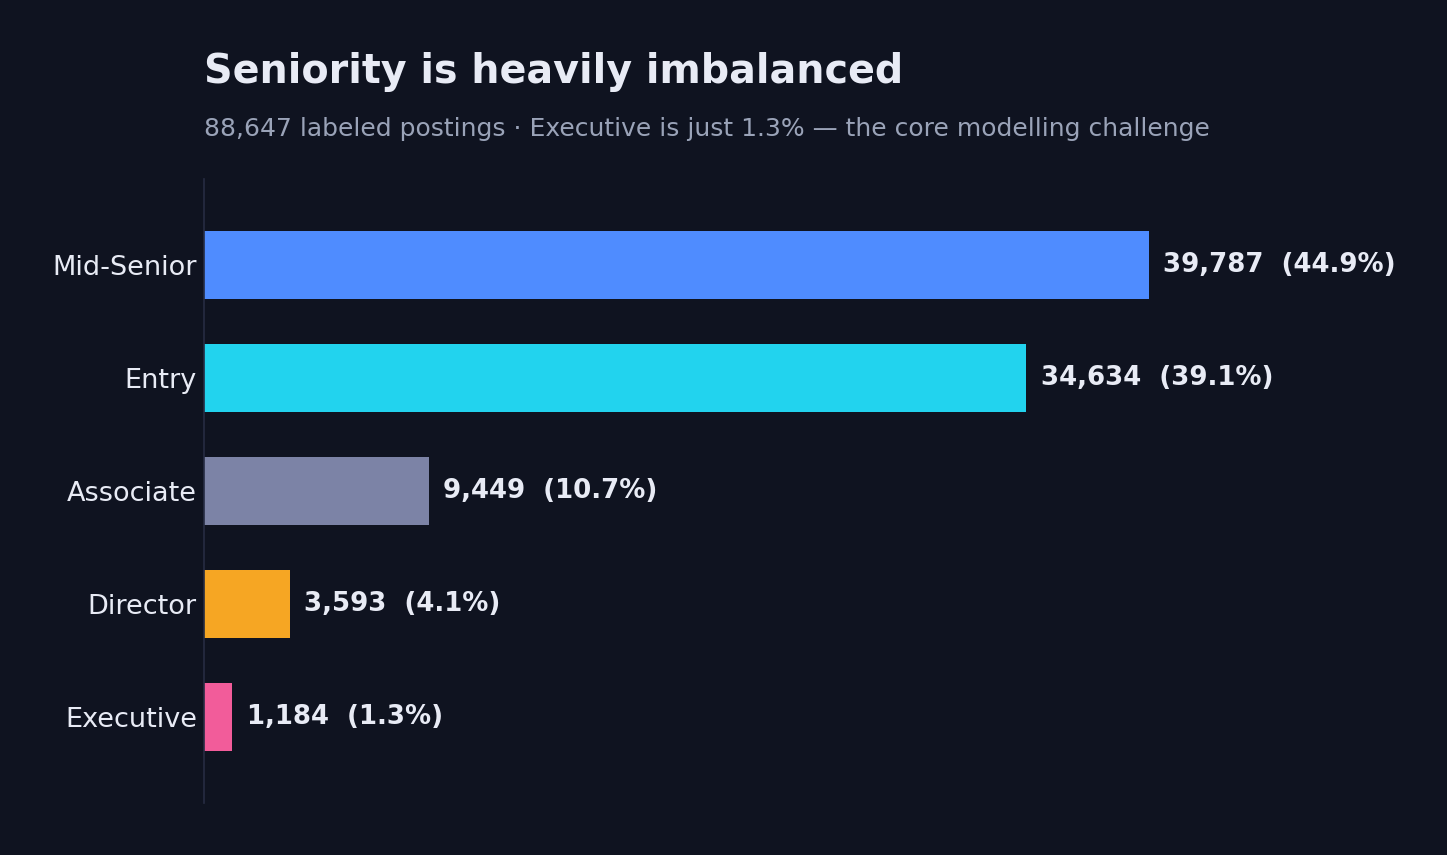 Seniority is heavily imbalanced
88,647 labeled postings · Executive is just 1.3% — the core modelling challenge
Mid-Senior 39,787 (44.9%)
Entry 34,634 (39.1%)
Associate 9,449 (10.7%)
Director 3,593 (4.1%)
Executive 1,184 (1.3%)